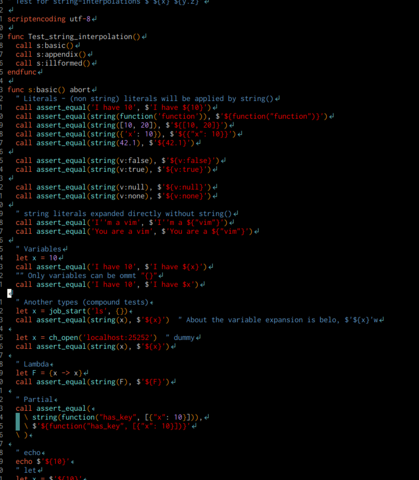 " Test for string-interpolations $'${x} ${y.z}'
scriptencoding utf-8
func Test_string_interpolation()
call s:basic()
call s:appendix()
call s:illformed()
endfunc
func s:basic() abort
" Literals - (non string) literals will be applied by string()
call assert_equal('I have 10', $'I have ${10}')
call assert_equal(string(function('function')), $'${function("function")}')
call assert_equal(string([10, 20]), $'${[10, 20]}')
call assert_equal(string({'x': 10}), $'${{"x": 10}}')
call assert_equal(string(42.1), $'${42.1}')
call assert_equal(string(v:false), $'${v:false}')
call assert_equal(string(v:true), $'${v:true}')
call assert_equal(string(v:null), $'${v:null}')
call assert_equal(string(v:none), $'${v:none}')
" string literals expanded directly without string()
call assert_equal('I''m a vim', $'I''m a ${"vim"}')
call assert_equal('You are a vim', $'You are a ${"vim"}')
" Variables
let x = 10
call assert_equal('I have 10', $'I have ${x}')
"" Only variables can be omnt "{}"
call assert_equal('I have 10', $'I have $x')
" Another types (compound tests)
let x = job_start('ls', {})
call assert_equal(string(x), $'${x}') " About the variable expansion is belo, $'${x}'w
let x = ch_open('localhost:25252') " dummy
call assert_equal(string(x), $'${x}')
" Lambda
let F = {x -> x}
call assert_equal(string(F), $'${F}')
" Partial
call assert_equal(
\ string(function("has_key", [{"x": 10}])),
\ $'${function("has_key", [{"x": 10}])}'
\ )
" echo
echo $'${10}'
" let
let x = $'${10}'